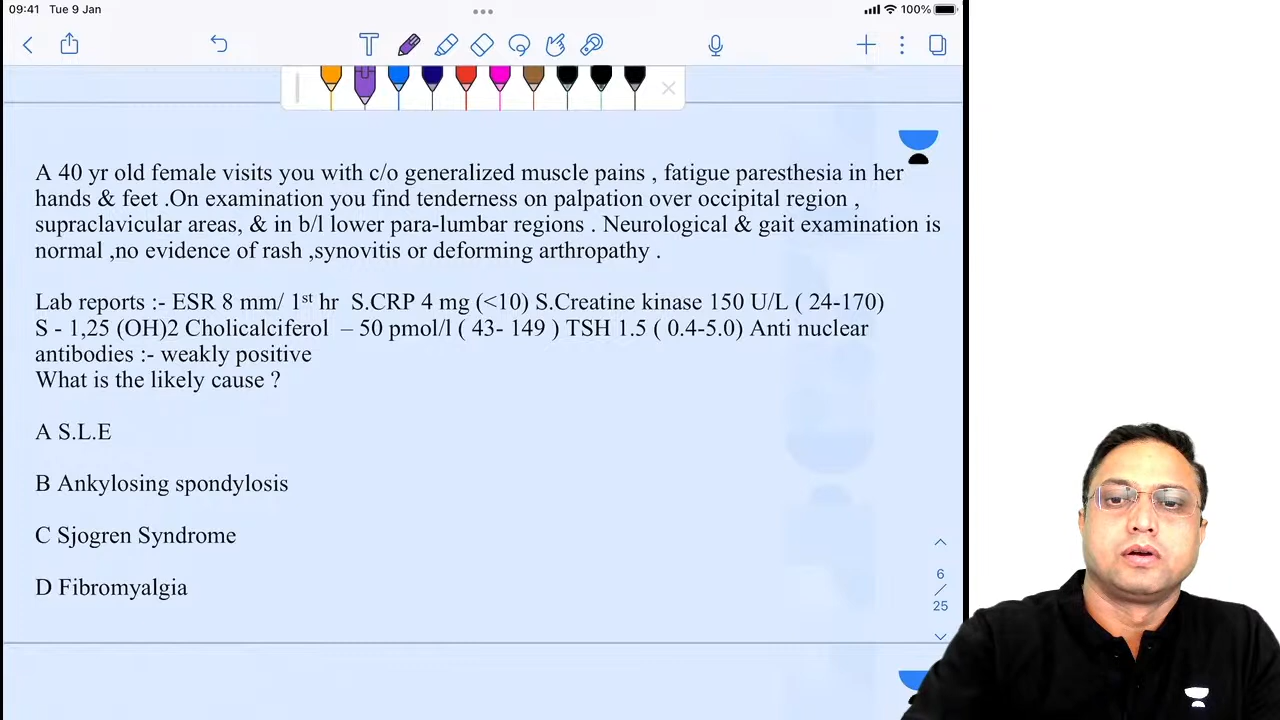 09:41 Tue 9 Jan
100%
T
A 40 yr old female visits you with c/o generalized muscle pains , fatigue paresthesia in her
hands & feet .On examination you find tenderness on palpation over occipital region ,
supraclavicular areas, & in b/l lower para-lumbar regions . Neurological & gait examination is
normal ,no evidence of rash ,synovitis or deforming arthropathy .
Lab reports :- ESR 8 mm/ 1st hr S.CRP 4 mg (<10) S.Creatine kinase 150 U/L ( 24-170)
S - 1,25 (OH)2 Cholicalciferol – 50 pmol/l ( 43- 149 ) TSH 1.5 ( 0.4-5.0) Anti nuclear
antibodies :- weakly positive
What is the likely cause ?
A S.L.E
B Ankylosing spondylosis
C Sjogren Syndrome
D Fibromyalgia
6
/
25